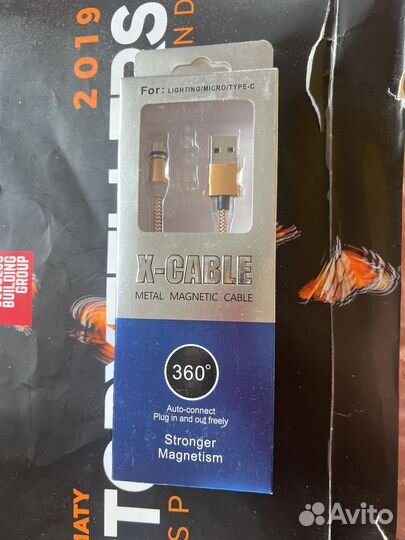 For: LIGHTING/MICRO/TYPE-C
X-CABLE
METAL MAGNETIC CABLE
360°
Auto-connect
Plug in and out freely
Stronger
Magnetism
2019
BUILDING
GROUP
Avito